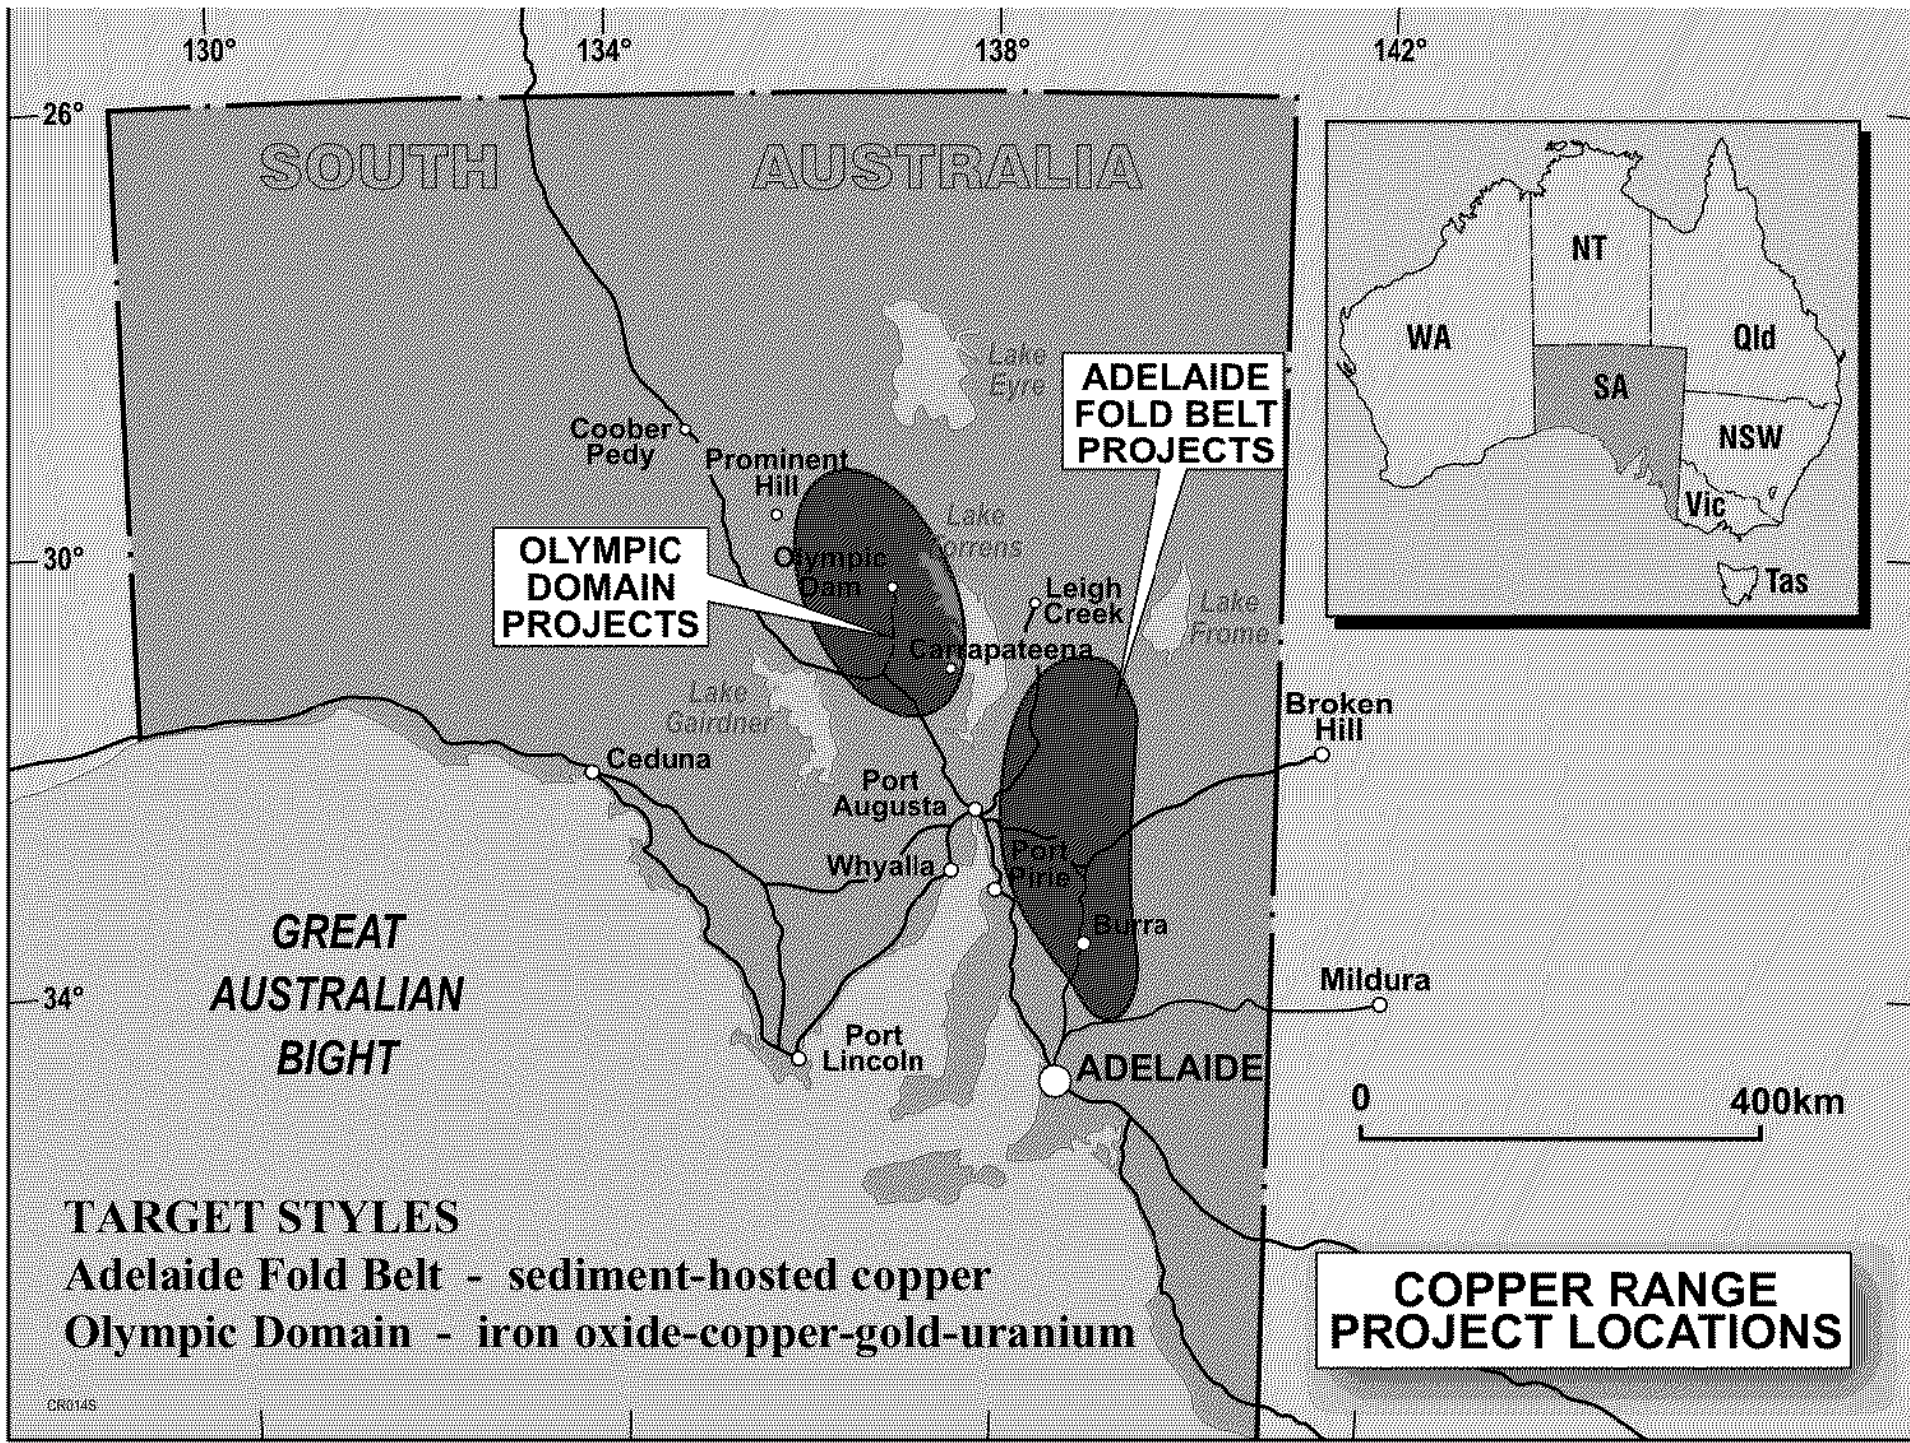 130°
134°
138°
142°
26°
SOUTH AUSTRALIA
NT
WA
Qld
SA
NSW
Vic
Tas
Lake
Eyre
ADELAIDE
FOLD BELT
PROJECTS
Coober
Pedy
Prominent
Hill
Lake
Torrens
30°
OLYMPIC
DOMAIN
PROJECTS
Olympic
Dam
Leigh
Creek
Lake
Frome
Carrapateena
Lake
Gairdner
Broken
Hill
Ceduna
Port
Augusta
Whyalla
Port
Pirie
Burra
GREAT
AUSTRALIAN
BIGHT
34°
Mildura
Port
Lincoln
ADELAIDE
0
400km
TARGET STYLES
Adelaide Fold Belt - sediment-hosted copper
Olympic Domain - iron oxide-copper-gold-uranium
COPPER RANGE
PROJECT LOCATIONS
CR014S